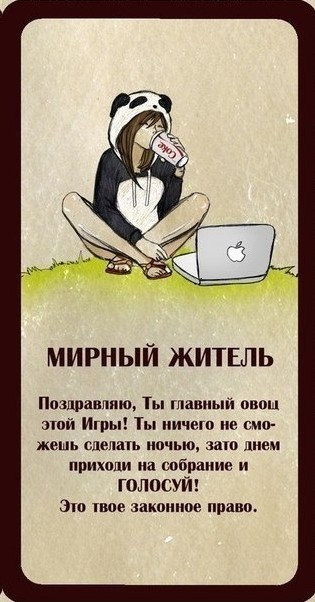 Coke
МИРНЫЙ ЖИТЕЛЬ
Поздравляю, Ты главный овощ
этой Игры! Ты ничего не смо-
жешь сделать ночью, зато днем
приходи на собрание и
ГОЛОСУЙ!
Это твое законное право.